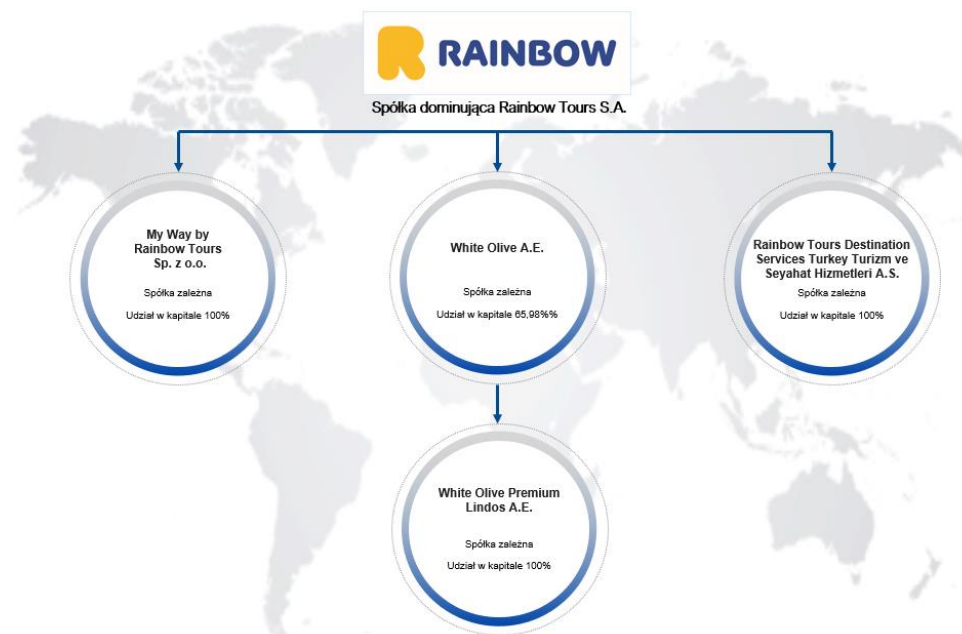 RAINBOW
Spółka dominująca Rainbow Tours S.A.
My Way by
Rainbow Tours
Sp. z o.o.
Spółka zależna
Udział w kapitale 100%
White Olive A.E.
Spółka zależna
Udział w kapitale 65,98%%
Rainbow Tours Destination
Services Turkey Turizm ve
Seyahat Hizmetleri A.S.
Spółka zależna
Udział w kapitale 100%
White Olive Premium
Lindos A.E.
Spółka zależna
Udział w kapitale 100%